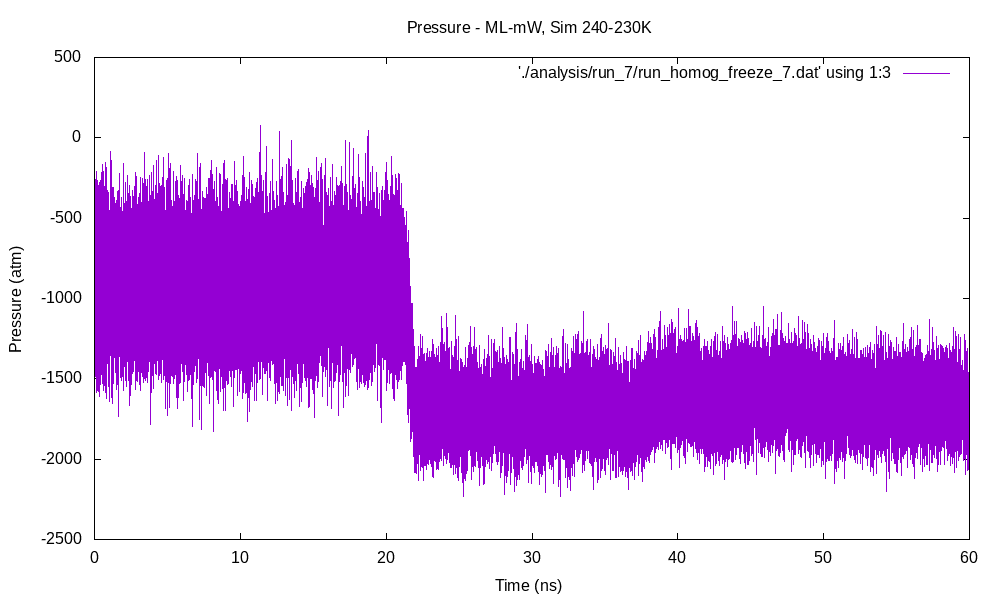 Pressure - ML-mW, Sim 240-230K
'./analysis/run_7/run_homog_freeze_7.dat' using 1:3
500
0
-500
-1000
-1500
-2000
-2500
Pressure (atm)
0 10 20 30 40 50 60
Time (ns)